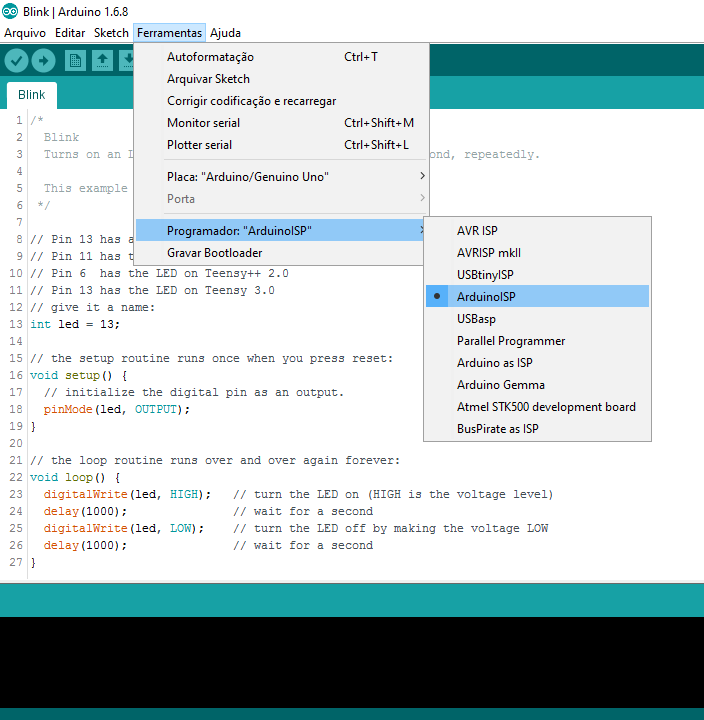 Blink | Arduino 1.6.8
Arquivo Editar Sketch Ferramentas Ajuda
Autoformatação Ctrl+T
Arquivar Sketch
Corrigir codificação e recarregar
Monitor serial Ctrl+Shift+M
Plotter serial Ctrl+Shift+L
Placa: "Arduino/Genuino Uno"
Porta
Programador: "ArduinoISP"
Gravar Bootloader
AVR ISP
AVRISP mkII
USBtinyISP
ArduinoISP
USBasp
Parallel Programmer
Arduino as ISP
Arduino Gemma
Atmel STK500 development board
BusPirate as ISP
Blink
1 /*
2 Blink
3 Turns on an ond, repeatedly.
4
5 This example
6 */
7
8 // Pin 13 has
9 // Pin 11 has
10 // Pin 6 has the LED on Teensy++ 2.0
11 // Pin 13 has the LED on Teensy 3.0
12 // give it a name:
13 int led = 13;
14
15 // the setup routine runs once when you press reset:
16 void setup() {
17 // initialize the digital pin as an output.
18 pinMode(led, OUTPUT);
19 }
20
21 // the loop routine runs over and over again forever:
22 void loop() {
23 digitalWrite(led, HIGH); // turn the LED on (HIGH is the voltage level)
24 delay(1000); // wait for a second
25 digitalWrite(led, LOW); // turn the LED off by making the voltage LOW
26 delay(1000); // wait for a second
27 }